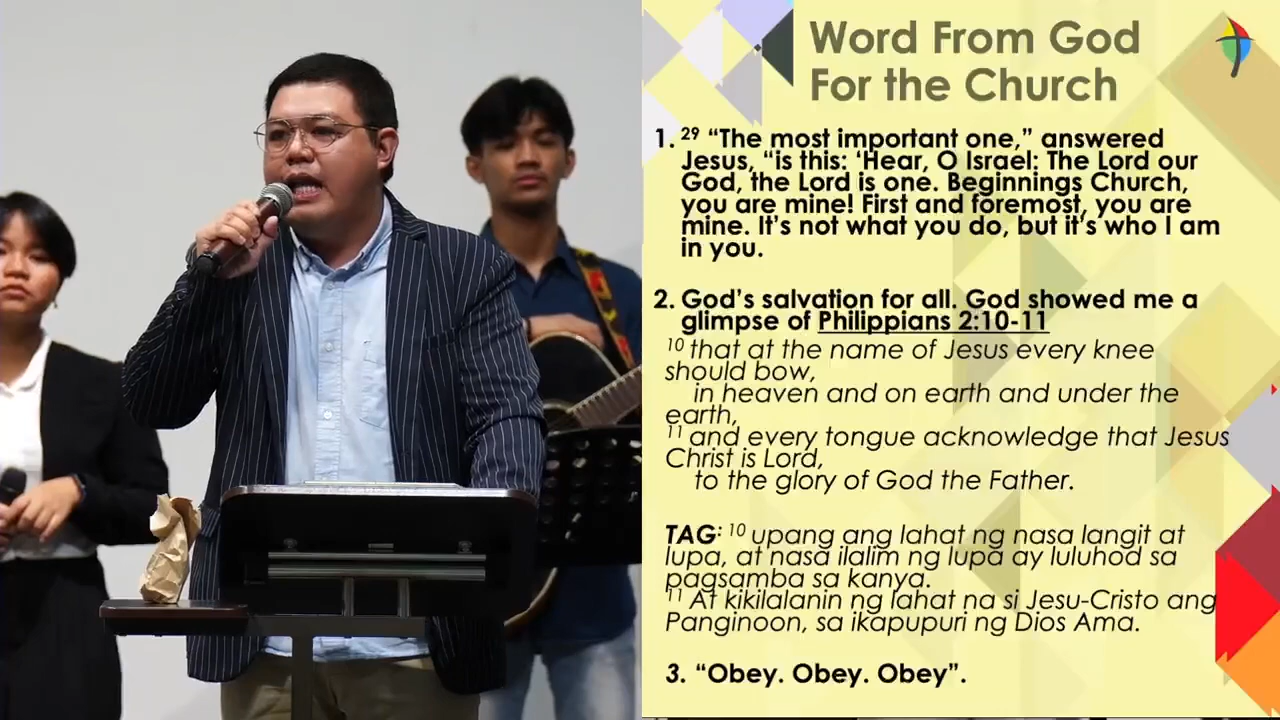 Word From God
For the Church
1. 29 “The most important one,” answered
Jesus, “is this: ‘Hear, O Israel: The Lord our
God, the Lord is one. Beginnings Church,
you are mine! First and foremost, you are
mine. It’s not what you do, but it’s who I am
in you.
2. God’s salvation for all. God showed me a
glimpse of Philippians 2:10-11
10 that at the name of Jesus every knee
should bow,
in heaven and on earth and under the
earth,
11 and every tongue acknowledge that Jesus
Christ is Lord,
to the glory of God the Father.
TAG: 10 upang ang lahat ng nasa langit at
lupa, at nasa ilalim ng lupa ay luluhod sa
pagsamba sa kanya.
11 At kikilalanin ng lahat na si Jesu-Cristo ang
Panginoon, sa ikapupuri ng Dios Ama.
3. “Obey. Obey. Obey”.